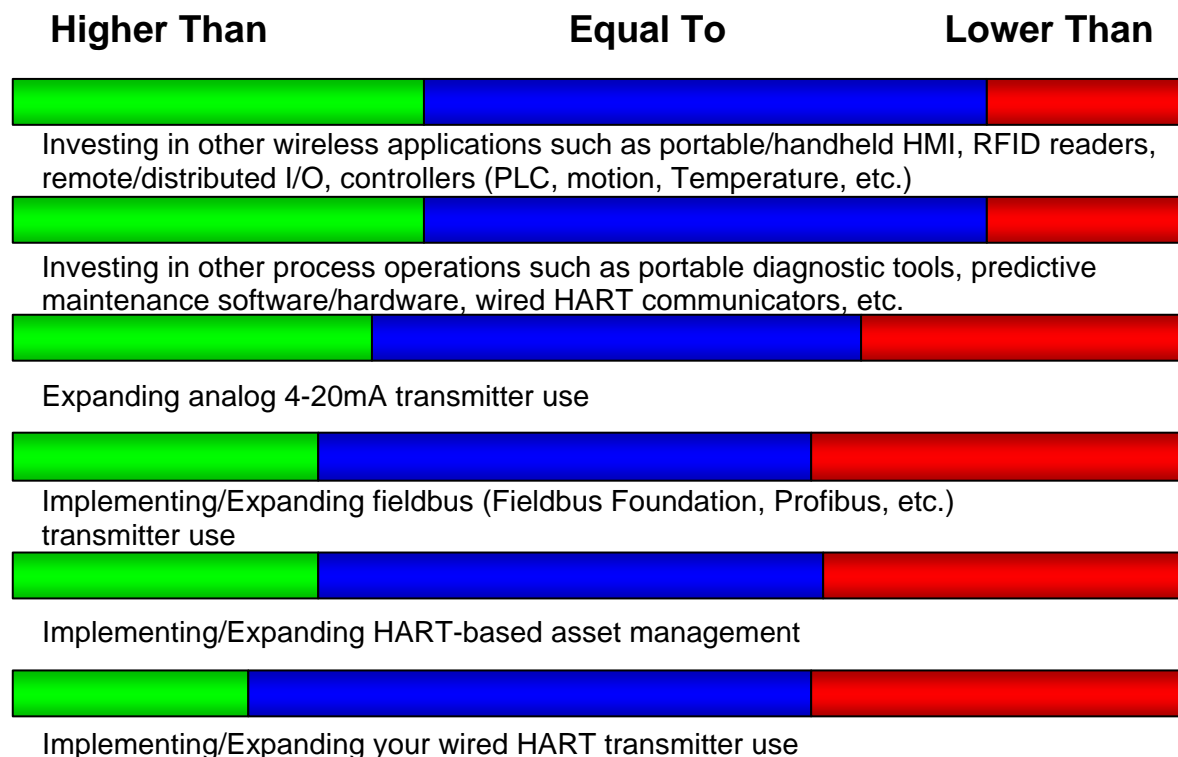 Higher Than Equal To Lower Than
Investing in other wireless applications such as portable/handheld HMI, RFID readers,
remote/distributed I/O, controllers (PLC, motion, Temperature, etc.)
Investing in other process operations such as portable diagnostic tools, predictive
maintenance software/hardware, wired HART communicators, etc.
Expanding analog 4-20mA transmitter use
Implementing/Expanding fieldbus (Fieldbus Foundation, Profibus, etc.)
transmitter use
Implementing/Expanding HART-based asset management
Implementing/Expanding your wired HART transmitter use